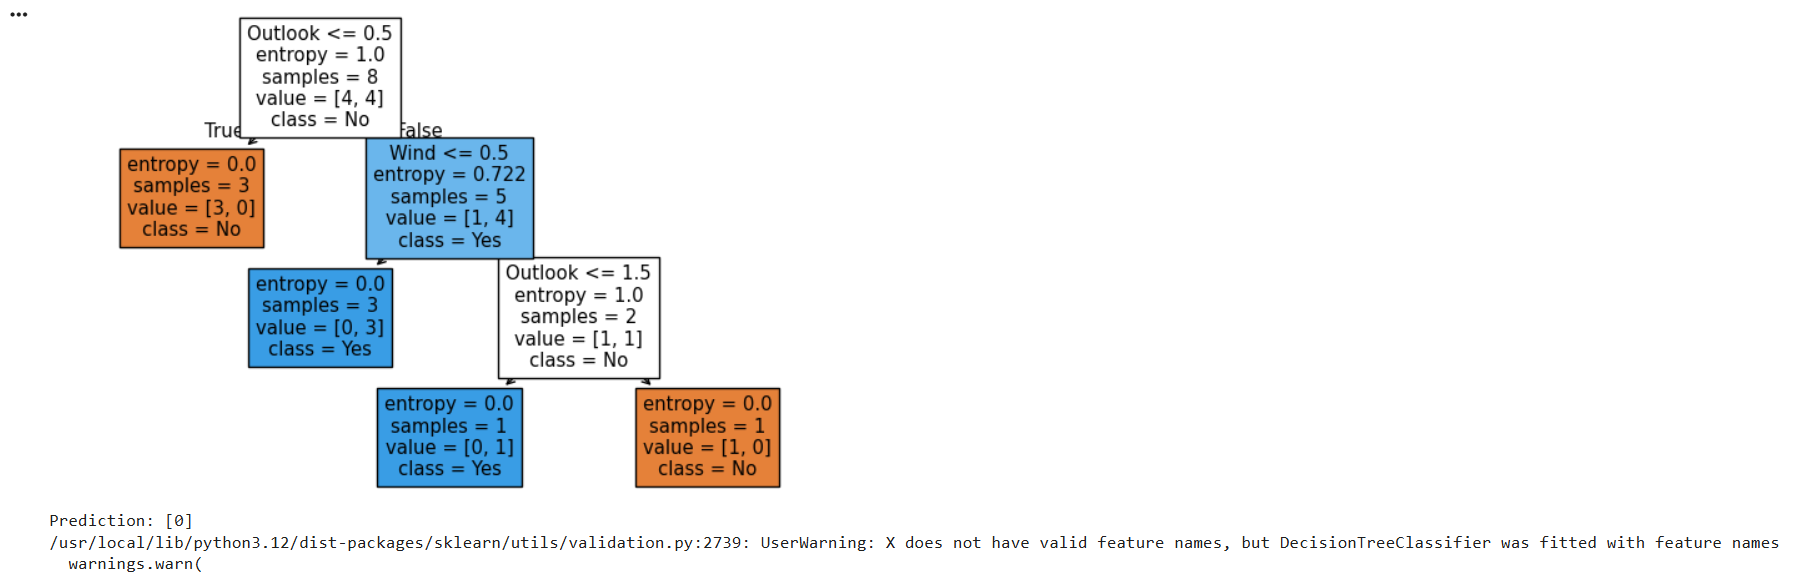 ...
Outlook <= 0.5
entropy = 1.0
samples = 8
value = [4, 4]
class = No
True
False
entropy = 0.0
samples = 3
value = [3, 0]
class = No
Wind <= 0.5
entropy = 0.722
samples = 5
value = [1, 4]
class = Yes
entropy = 0.0
samples = 3
value = [0, 3]
class = Yes
Outlook <= 1.5
entropy = 1.0
samples = 2
value = [1, 1]
class = No
entropy = 0.0
samples = 1
value = [0, 1]
class = Yes
entropy = 0.0
samples = 1
value = [1, 0]
class = No
Prediction: [0]
/usr/local/lib/python3.12/dist-packages/sklearn/utils/validation.py:2739: UserWarning: X does not have valid feature names, but DecisionTreeClassifier was fitted with feature names
  warnings.warn(